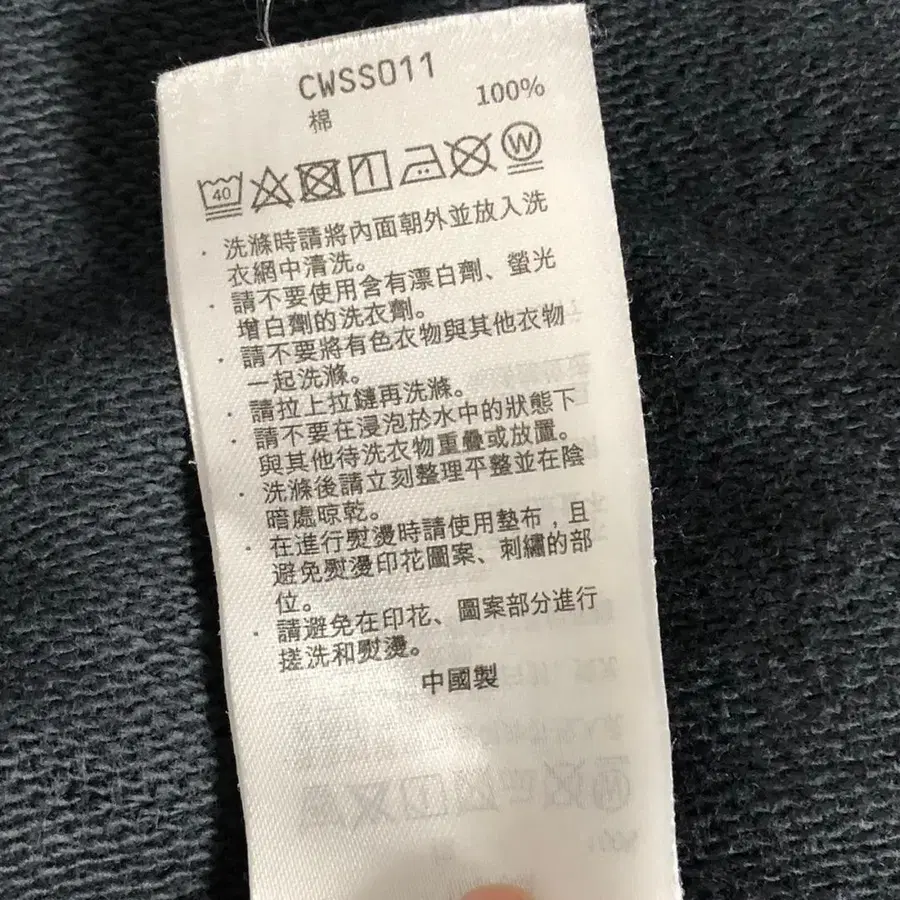 CWSS011
棉 100%
40 W
· 洗滌時請將內面朝外並放入洗
衣網中清洗。
· 請不要使用含有漂白劑、螢光
增白劑的洗衣劑。
· 請不要將有色衣物與其他衣物
一起洗滌。
· 請拉上拉鏈再洗滌。
· 請不要在浸泡於水中的狀態下
與其他待洗衣物重疊或放置。
· 洗滌後請立刻整理平整並在陰
暗處晾乾。
· 在進行熨燙時請使用墊布，且
避免熨燙印花圖案、刺繡的部
位。
· 請避免在印花、圖案部分進行
搓洗和熨燙。
中國製